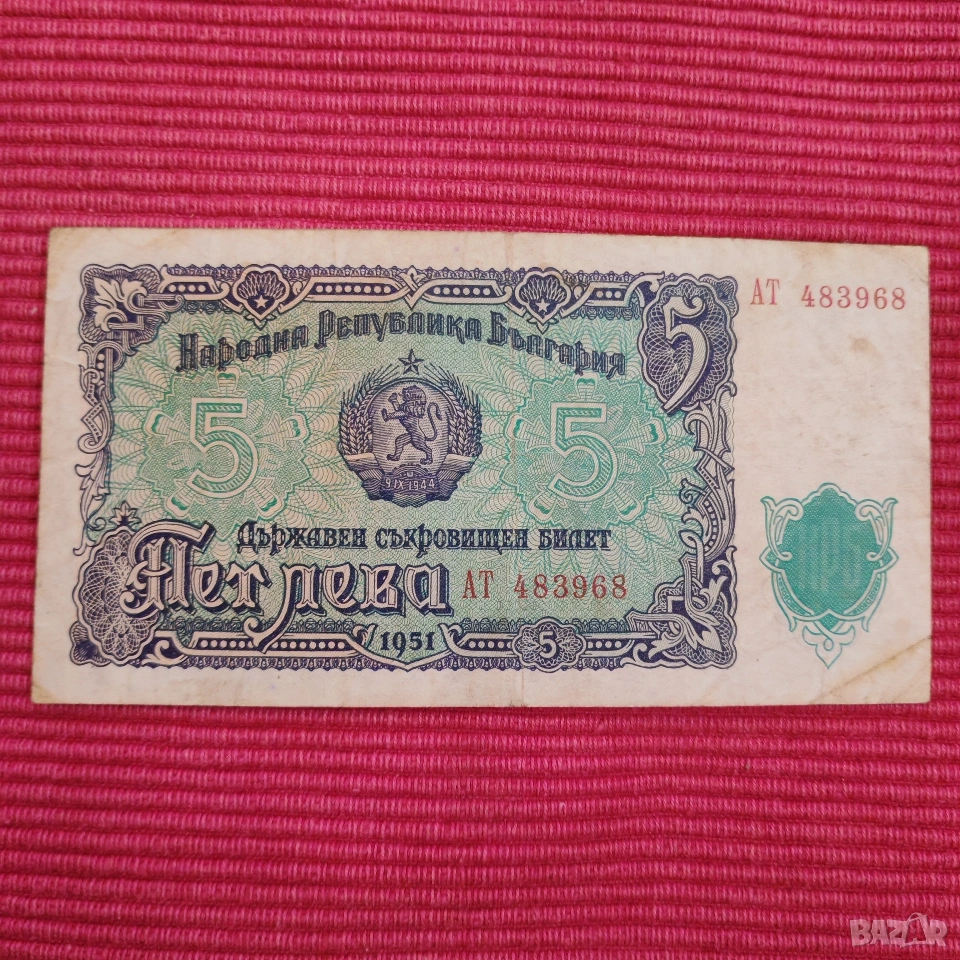 Народна Република България
5
АТ 483968
5
5
9.IX.1944
Държавен съкровищен билет
Пет лева
АТ 483968
1951
5
BAZAR